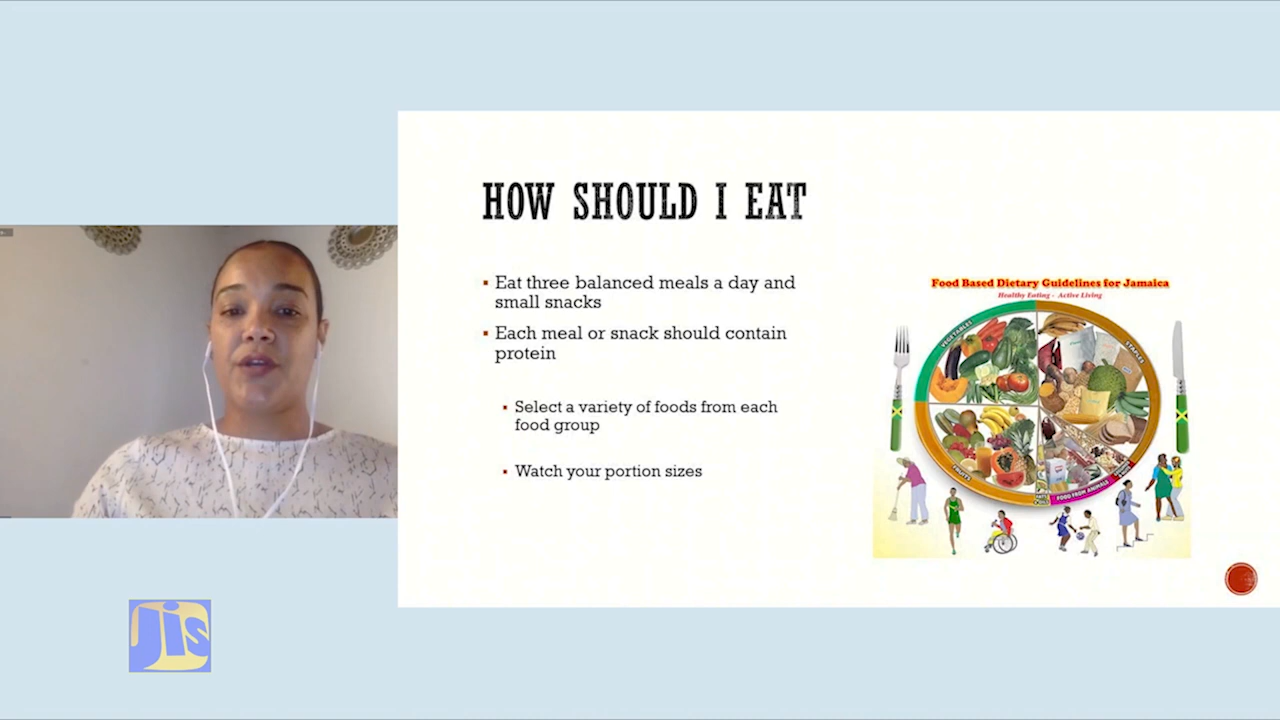 HOW SHOULD I EAT
Eat three balanced meals a day and
small snacks
Each meal or snack should contain
protein
Select a variety of foods from each
food group
Watch your portion sizes
Food Based Dietary Guidelines for Jamaica
Healthy Eating - Active Living
VEGETABLES
STAPLES
FRUITS
FATS
& OILS
FOOD FROM ANIMALS
Jis